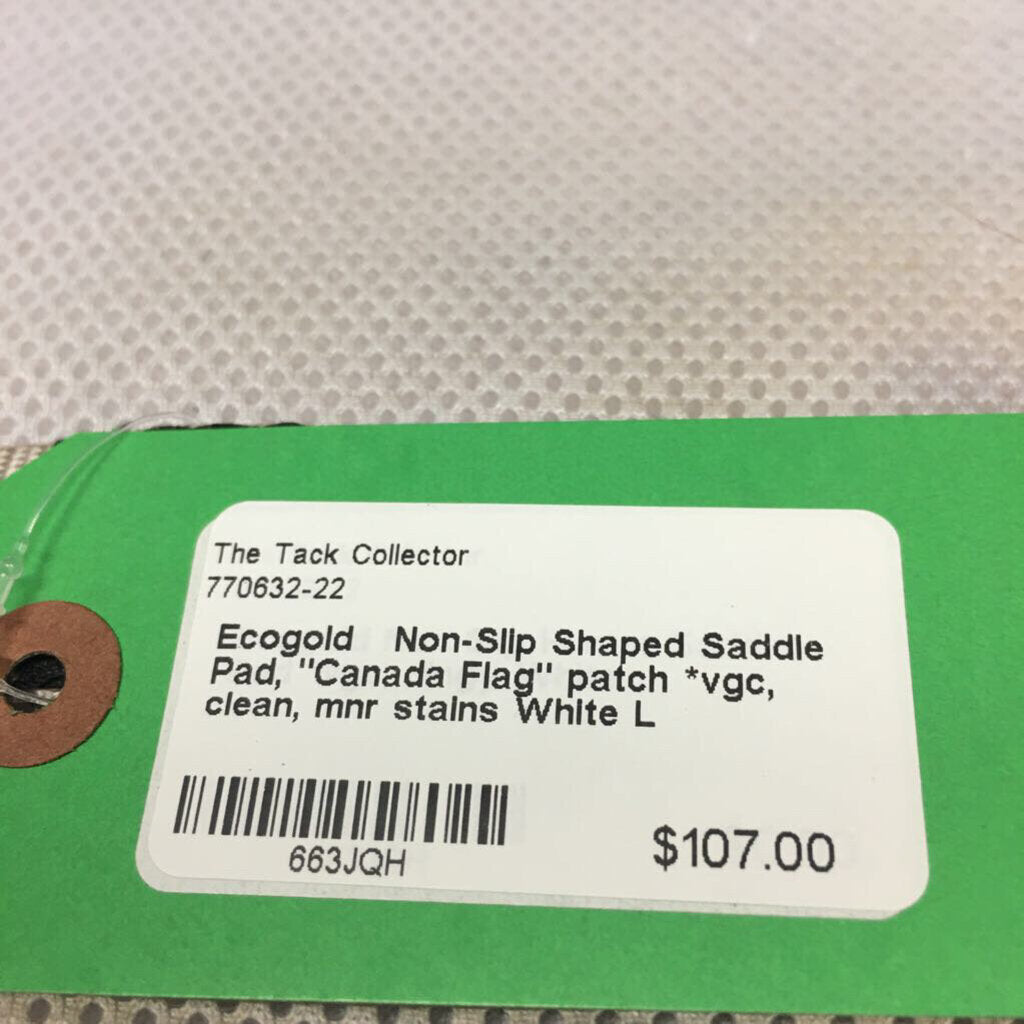 The Tack Collector
770632-22
Ecogold Non-Slip Shaped Saddle
Pad, "Canada Flag" patch *vgc,
clean, mnr stains White L
663JQH
$107.00